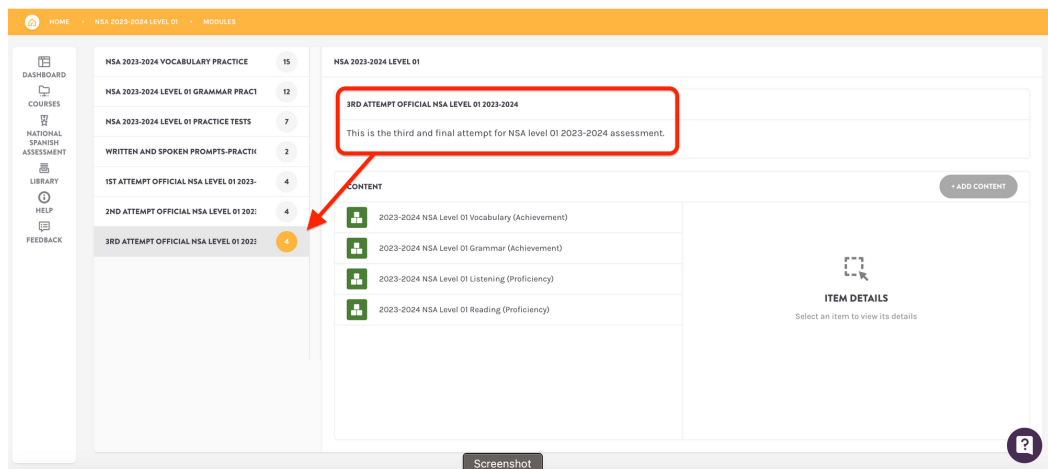 HOME • NSA 2023-2024 LEVEL 01 • MODULES
DASHBOARD
COURSES
NATIONAL
SPANISH
ASSESSMENT
LIBRARY
HELP
FEEDBACK
NSA 2023-2024 VOCABULARY PRACTICE 15
NSA 2023-2024 LEVEL 01 GRAMMAR PRACT 12
NSA 2023-2024 LEVEL 01 PRACTICE TESTS 7
WRITTEN AND SPOKEN PROMPTS-PRACTIC 2
1ST ATTEMPT OFFICIAL NSA LEVEL 01 2023- 4
2ND ATTEMPT OFFICIAL NSA LEVEL 01 202 4
3RD ATTEMPT OFFICIAL NSA LEVEL 01 202 4
NSA 2023-2024 LEVEL 01
3RD ATTEMPT OFFICIAL NSA LEVEL 01 2023-2024
This is the third and final attempt for NSA level 01 2023-2024 assessment.
CONTENT
+ ADD CONTENT
2023-2024 NSA Level 01 Vocabulary (Achievement)
2023-2024 NSA Level 01 Grammar (Achievement)
2023-2024 NSA Level 01 Listening (Proficiency)
2023-2024 NSA Level 01 Reading (Proficiency)
ITEM DETAILS
Select an item to view its details
?
Screenshot